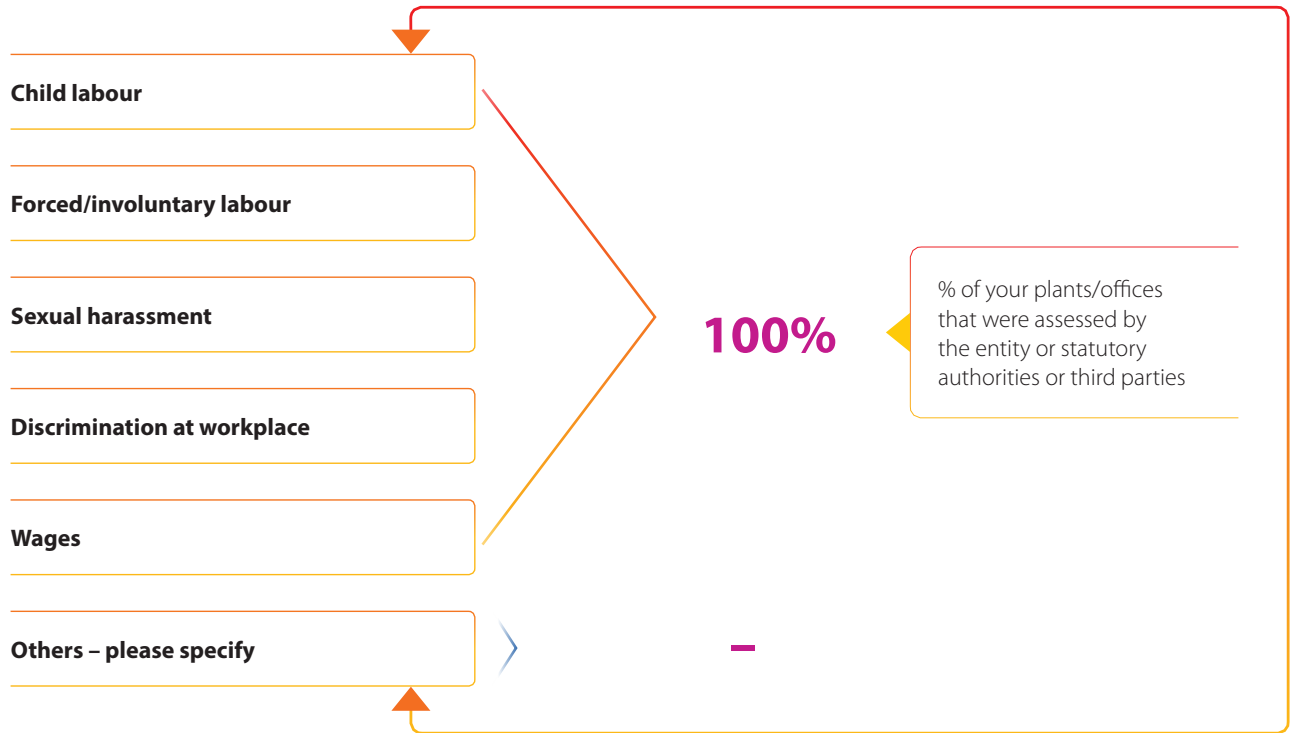 Child labour
Forced/involuntary labour
Sexual harassment
Discrimination at workplace
Wages
Others – please specify
100%
–
% of your plants/offices
that were assessed by
the entity or statutory
authorities or third parties